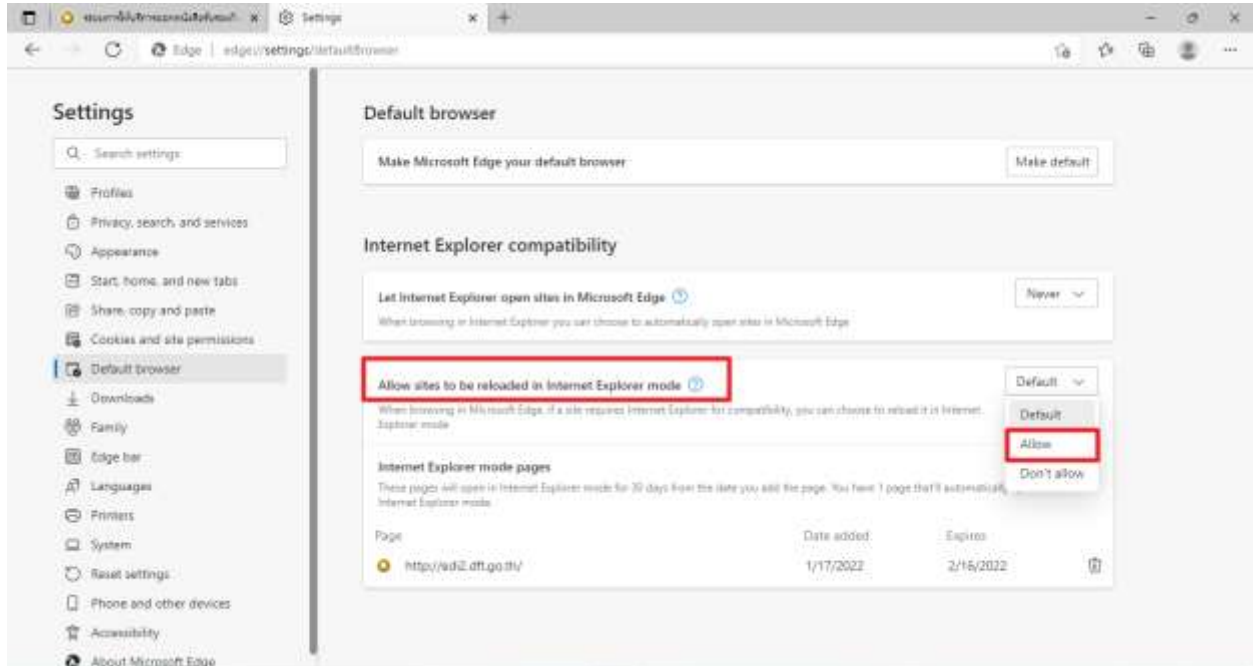 Settings
Edge | edge://settings/defaultBrowser
Settings
Search settings
Profiles
Privacy, search, and services
Appearance
Start, home, and new tabs
Share, copy and paste
Cookies and site permissions
Default browser
Downloads
Family
Edge bar
Languages
Printers
System
Reset settings
Phone and other devices
Accessibility
About Microsoft Edge
Default browser
Make Microsoft Edge your default browser
Make default
Internet Explorer compatibility
Let Internet Explorer open sites in Microsoft Edge
Never
When browsing in Internet Explorer you can choose to automatically open sites in Microsoft Edge
Allow sites to be reloaded in Internet Explorer mode
Default
When browsing in Microsoft Edge, if a site requires Internet Explorer for compatibility, you can choose to reload it in Internet
Explorer mode
Default
Allow
Don't allow
Internet Explorer mode pages
These pages will open in Internet Explorer mode for 30 days from the date you add the page. You have 1 page that'll automatically
Internet Explorer mode.
Page Date added Expires
http://edi2.dft.go.th/ 1/17/2022 2/16/2022